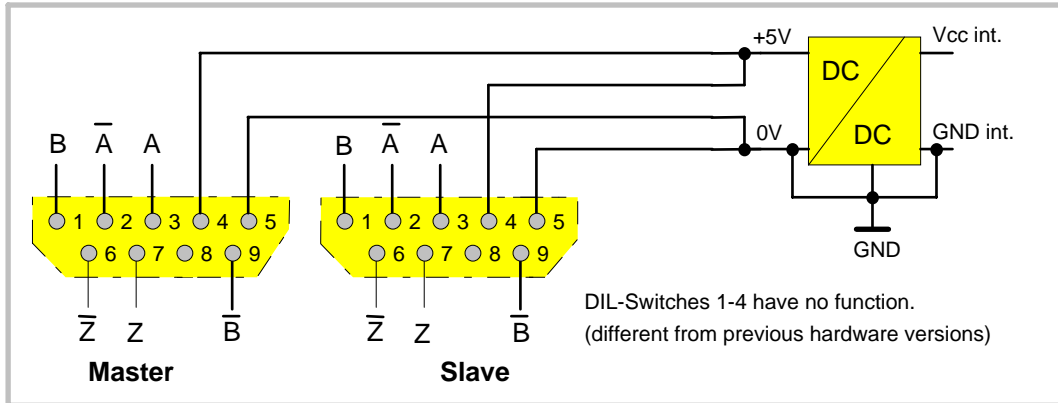 +5V
Vcc int.
DC
B A̅ A
B A̅ A
0V
DC
GND int.
1 2 3 4 5
1 2 3 4 5
6 7 8 9
6 7 8 9
GND
Z̅ Z B̅
Z̅ Z B̅
DIL-Switches 1-4 have no function.
(different from previous hardware versions)
Master
Slave